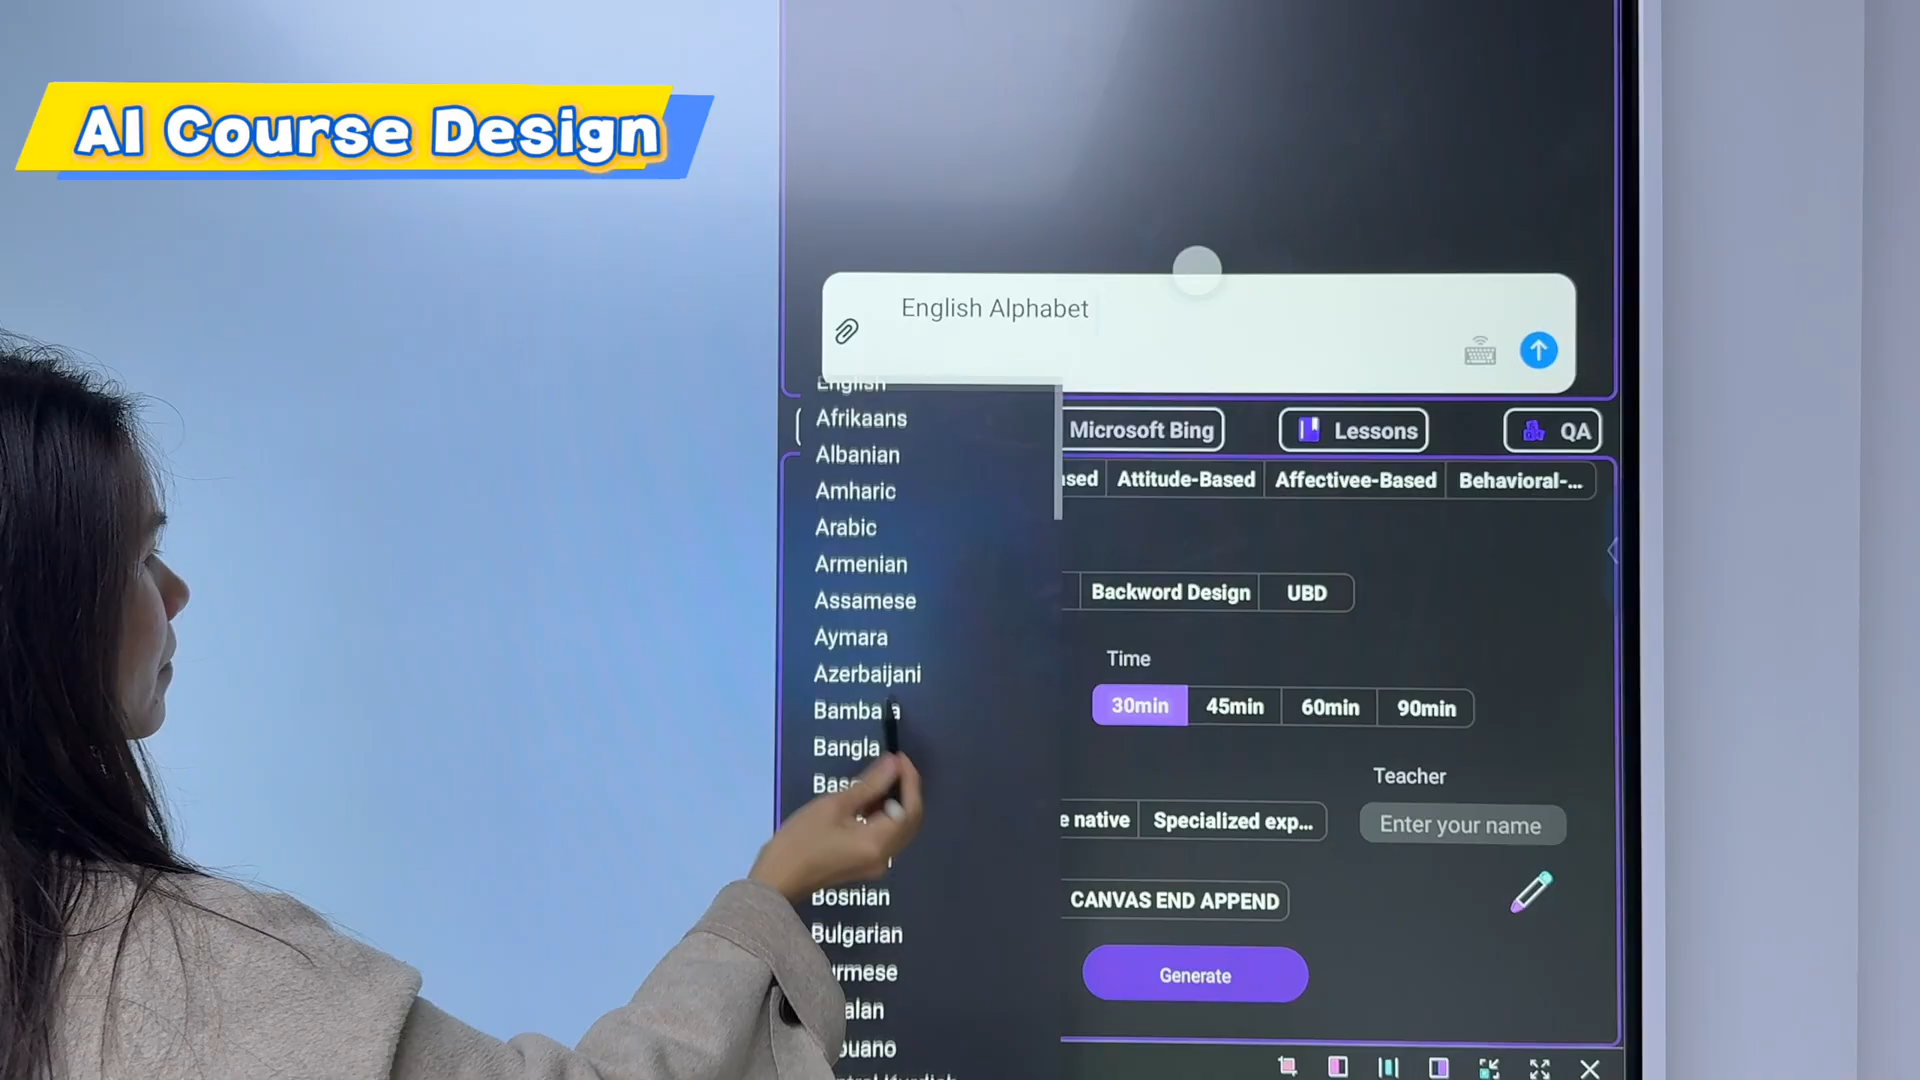 AI Course Design
English Alphabet
English
Afrikaans
Albanian
Amharic
Arabic
Armenian
Assamese
Aymara
Azerbaijani
Bangla
Bosnian
Bulgarian
Microsoft Bing
Lessons
QA
Attitude-Based
Affectivee-Based
Behavioral-...
Backword Design
UBD
Time
30min
45min
60min
90min
Teacher
native
Specialized exp...
Enter your name
CANVAS END APPEND
Generate